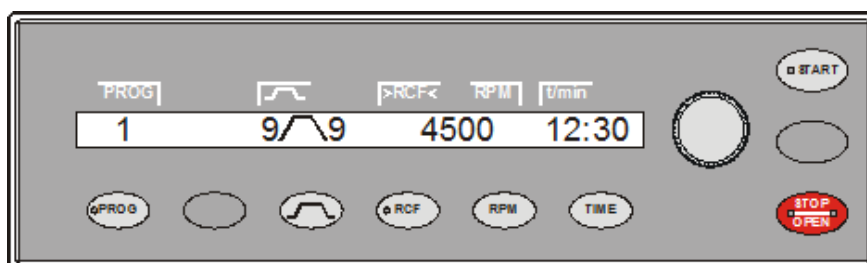 PROG >RCF< RPM t/min
1 9 9 4500 12:30
PROG RCF RPM TIME
START
STOP
OPEN